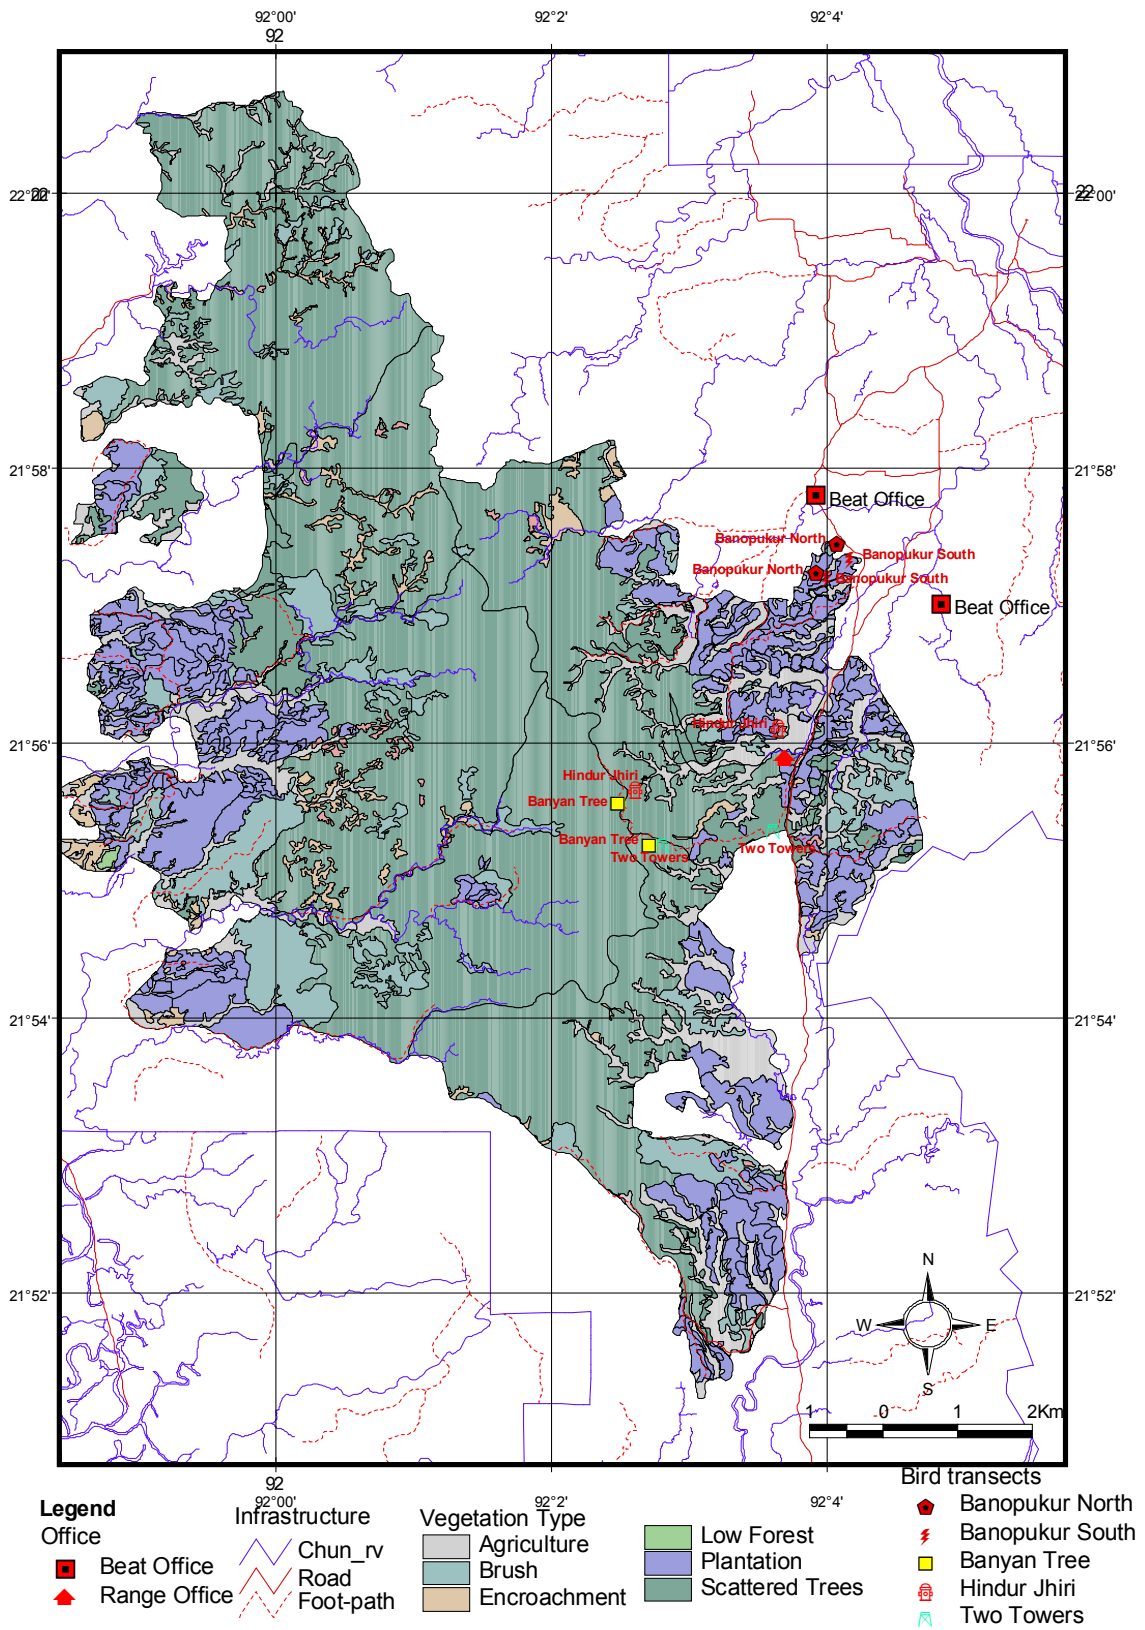 92°00' 92°2' 92°4'
92
22°00' 22°00'
21°58' 21°58'
Beat Office
Banopukur North
Banopukur South
Banopukur North
Banopukur South
Beat Office
Hindur Jhiri
21°56' 21°56'
Hindur Jhiri
Banyan Tree
Banyan Tree
Two Towers
Two Towers
21°54' 21°54'
21°52' 21°52'
N
W E
S
1 0 1 2Km
92
92°00' 92°2' 92°4'
Legend
Office
Beat Office
Range Office
Infrastructure
Chun_rv
Road
Foot-path
Vegetation Type
Agriculture
Brush
Encroachment
Low Forest
Plantation
Scattered Trees
Bird transects
Banopukur North
Banopukur South
Banyan Tree
Hindur Jhiri
Two Towers